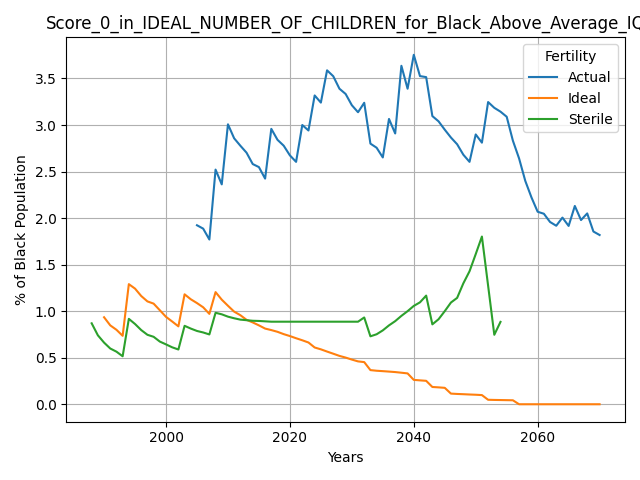 Score_0_in_IDEAL_NUMBER_OF_CHILDREN_for_Black_Above_Average_IQ
Fertility
Actual
Ideal
Sterile
% of Black Population
3.5
3.0
2.5
2.0
1.5
1.0
0.5
0.0
2000 2020 2040 2060
Years